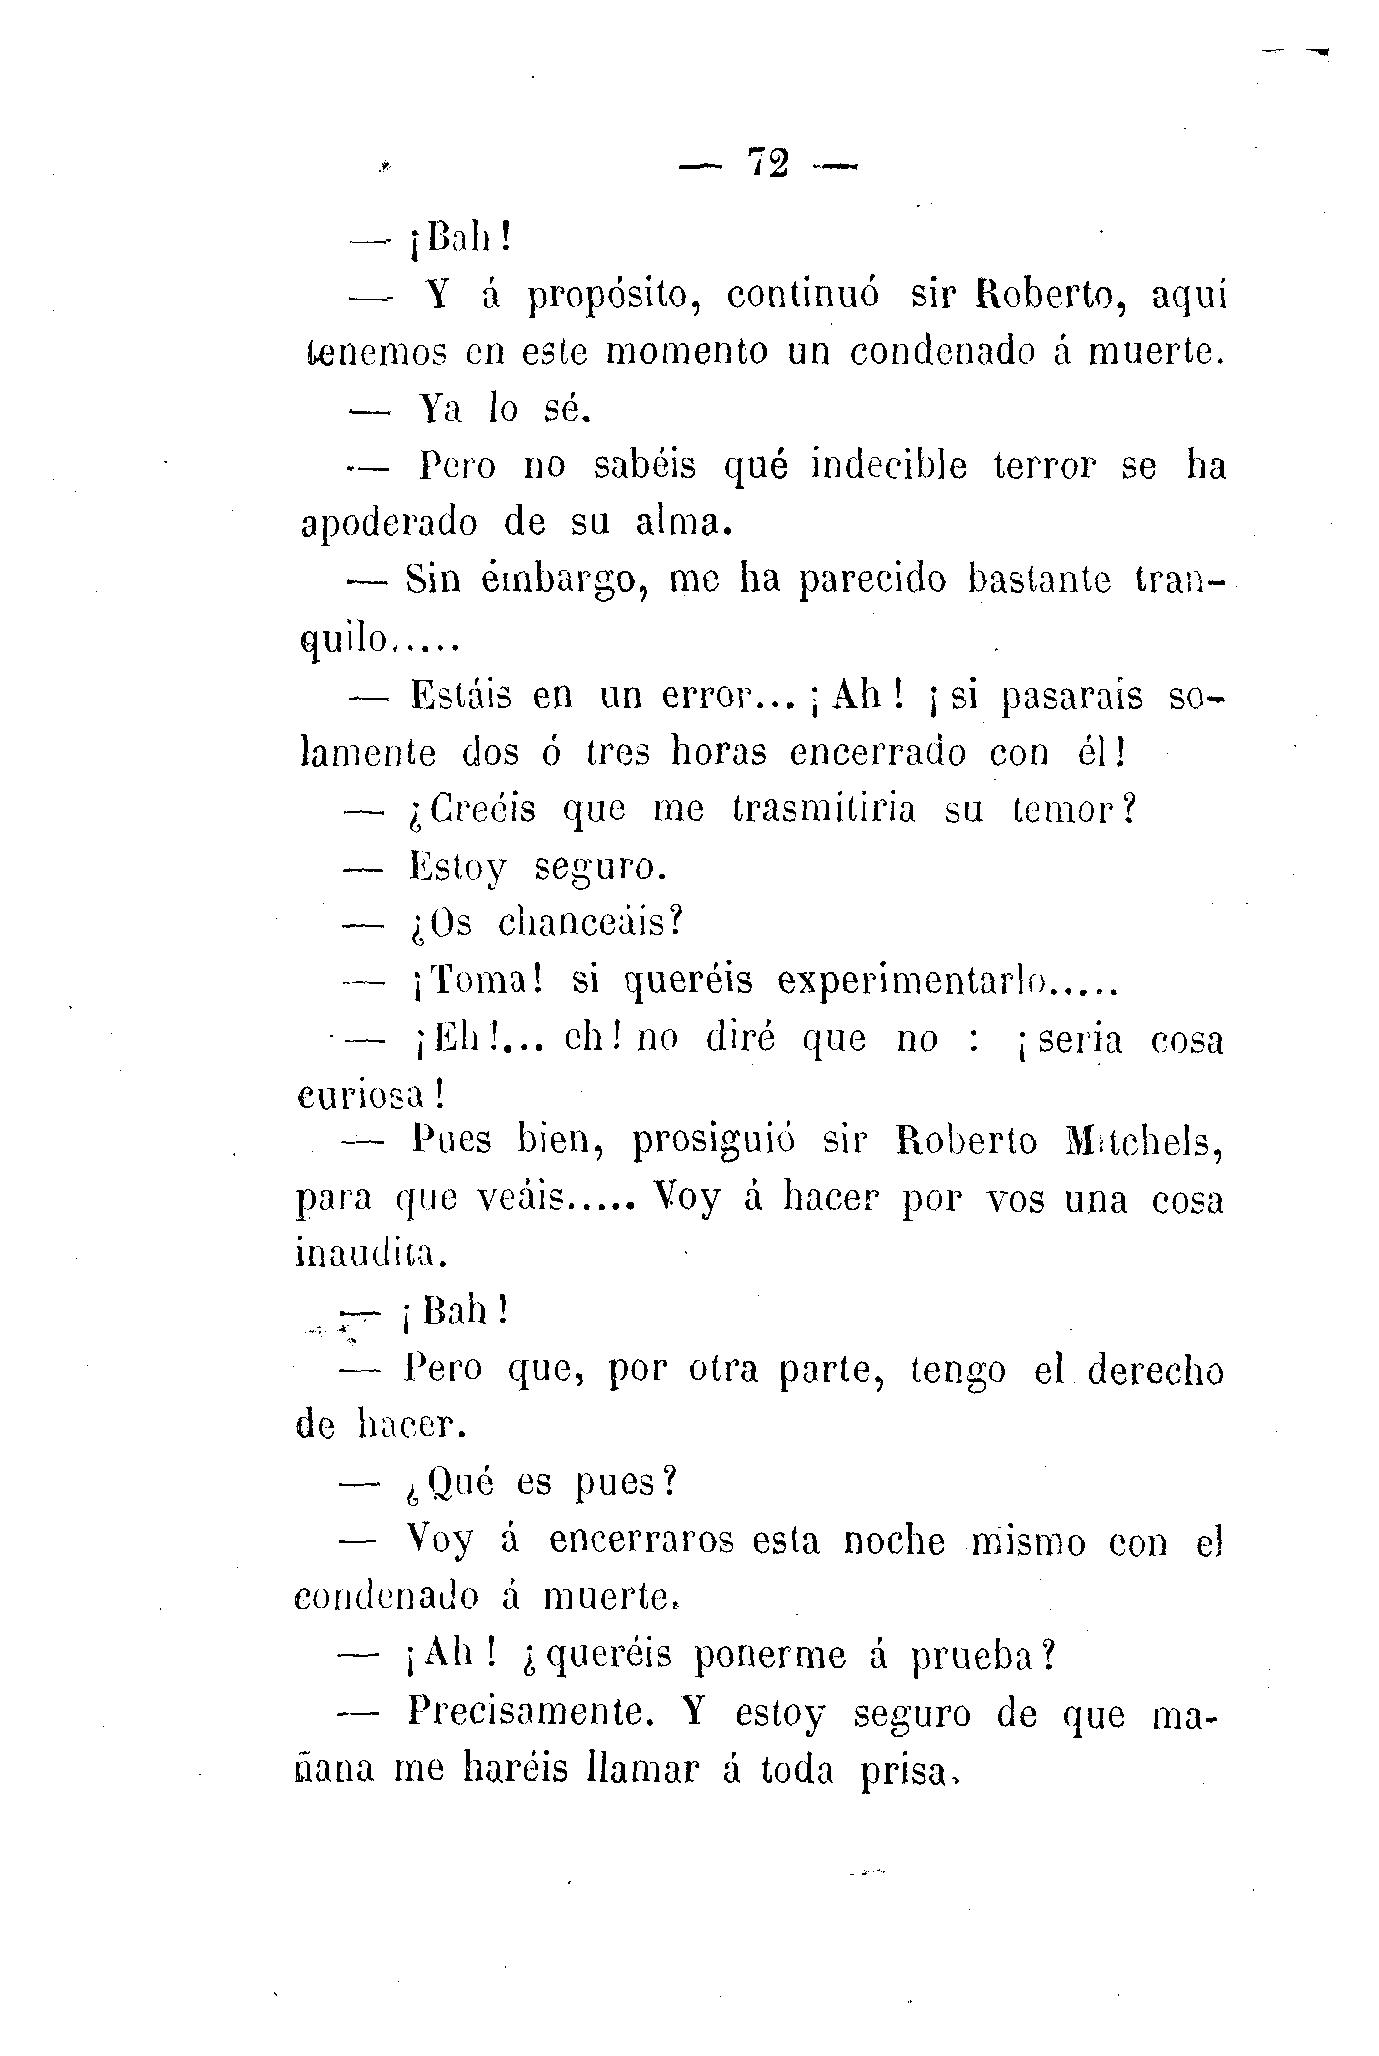 — 72 —
— ¡Bah!
— Y á propósito, continuó sir Roberto, aquí
tenemos en este momento un condenado á muerte.
— Ya lo sé.
— Pero no sabéis qué indecible terror se ha
apoderado de su alma.
— Sin émbargo, me ha parecido bastante tran-
quilo.....
— Estáis en un error... ¡Ah! ¡si pasarais so-
lamente dos ó tres horas encerrado con él!
— ¿Creéis que me trasmitiria su temor?
— Estoy seguro.
— ¿Os chanceáis?
— ¡Toma! si queréis experimentarlo.....
— ¡Eh!... eh! no diré que no : ¡seria cosa
curiosa!
— Pues bien, prosiguió sir Roberto Mitchels,
para que veáis..... Voy á hacer por vos una cosa
inaudita.
— ¡Bah!
— Pero que, por otra parte, tengo el derecho
de hacer.
— ¿Qué es pues?
— Voy á encerraros esta noche mismo con el
condenado á muerte.
— ¡Ah! ¿queréis ponerme á prueba?
— Precisamente. Y estoy seguro de que ma-
ñana me haréis llamar á toda prisa.